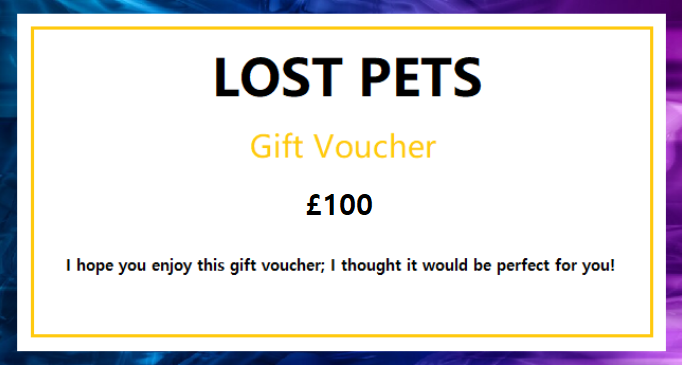 LOST PETS
Gift Voucher
£100
I hope you enjoy this gift voucher; I thought it would be perfect for you!